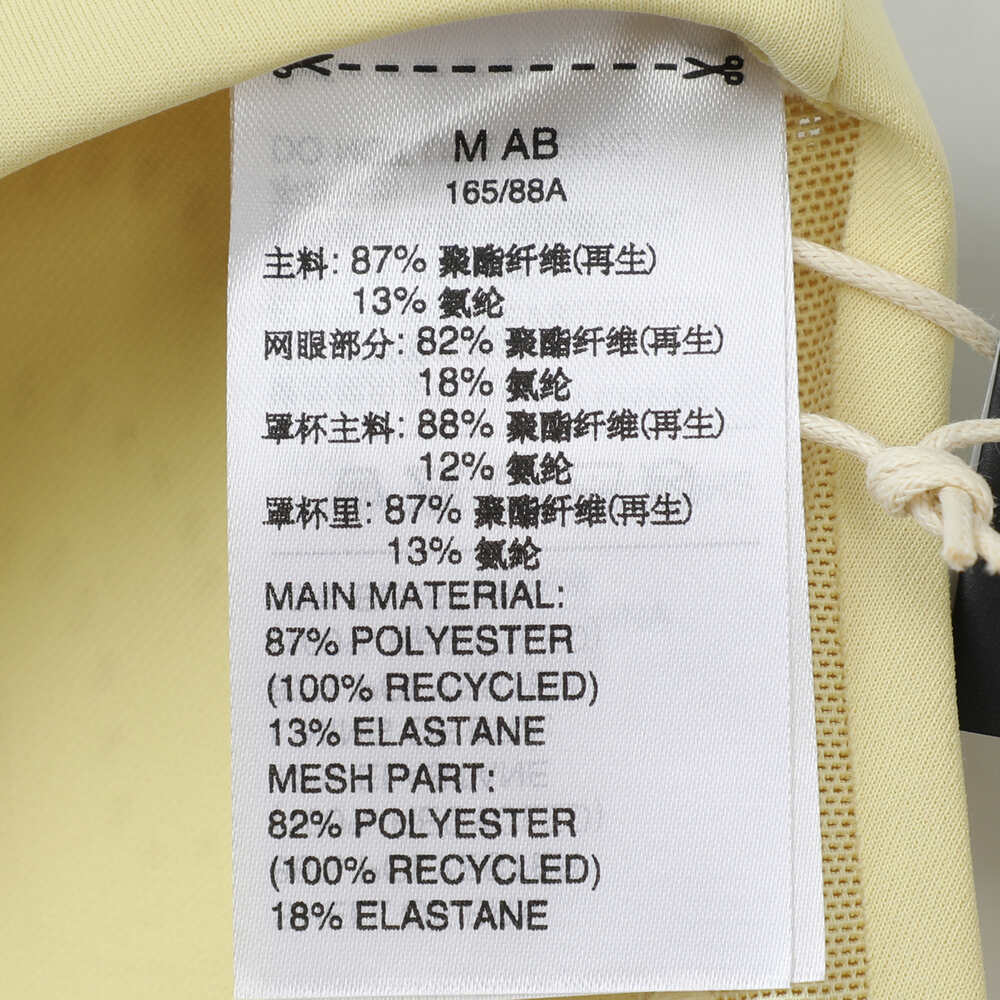 M AB
165/88A
主料: 87% 聚酯纤维(再生)
13% 氨纶
网眼部分: 82% 聚酯纤维(再生)
18% 氨纶
罩杯主料: 88% 聚酯纤维(再生)
12% 氨纶
罩杯里: 87% 聚酯纤维(再生)
13% 氨纶
MAIN MATERIAL:
87% POLYESTER
(100% RECYCLED)
13% ELASTANE
MESH PART:
82% POLYESTER
(100% RECYCLED)
18% ELASTANE